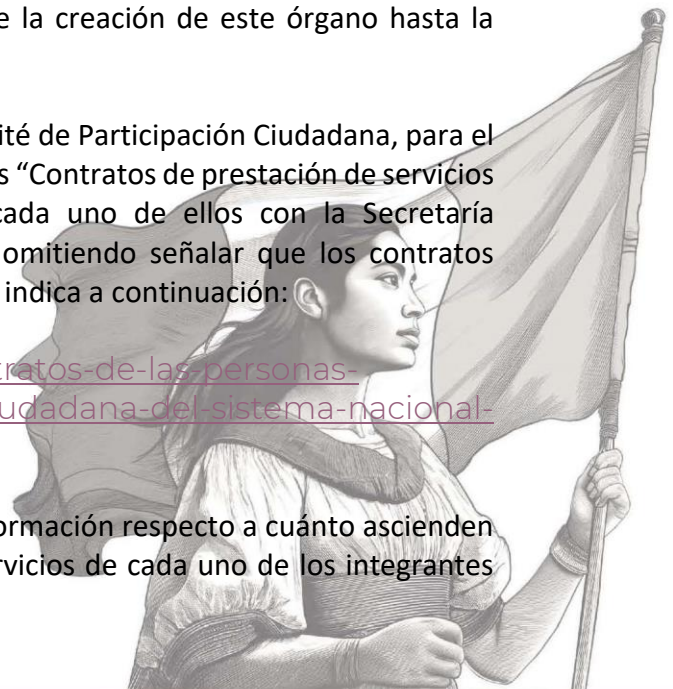 e la creación de este órgano hasta la
ité de Participación Ciudadana, para el
s “Contratos de prestación de servicios
cada uno de ellos con la Secretaría
omitiendo señalar que los contratos
indica a continuación:
tratos-de-las-personas-
udadana-del-sistema-nacional-
ormación respecto a cuánto ascienden
rvicios de cada uno de los integrantes